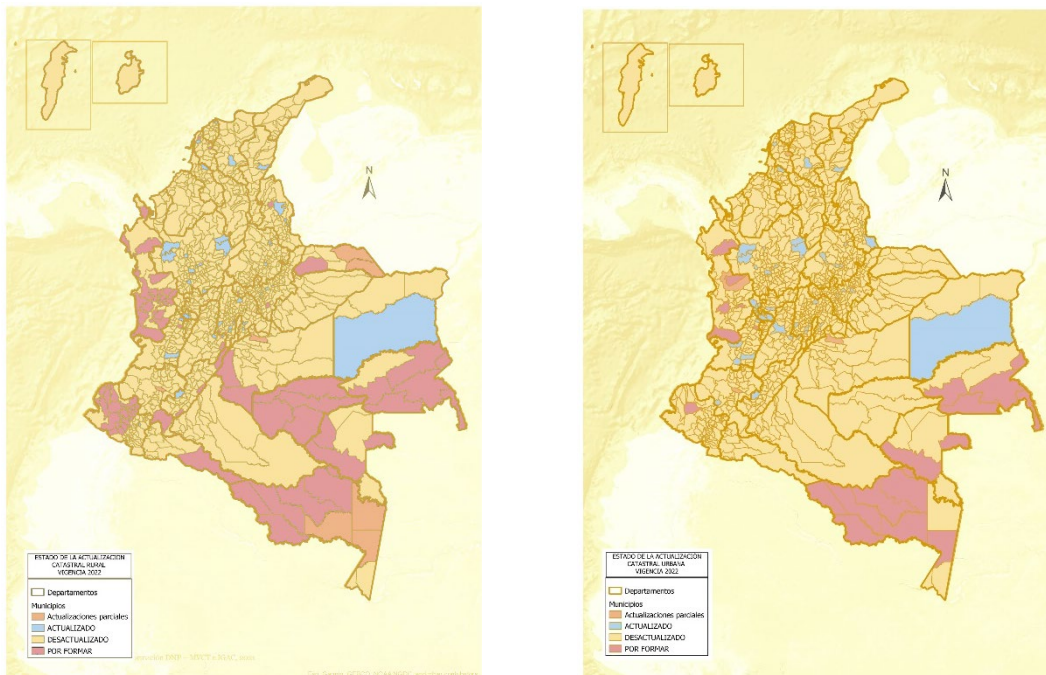 N
ESTADO DE LA ACTUALIZACIÓN
CATASTRAL RURAL
VIGENCIA 2022
Departamentos
Municipios
Actualizaciones parciales
ACTUALIZADO
DESACTUALIZADO
POR FORMAR
N
ESTADO DE LA ACTUALIZACIÓN
CATASTRAL URBANA
VIGENCIA 2022
Departamentos
Municipios
Actualizaciones parciales
ACTUALIZADO
DESACTUALIZADO
POR FORMAR